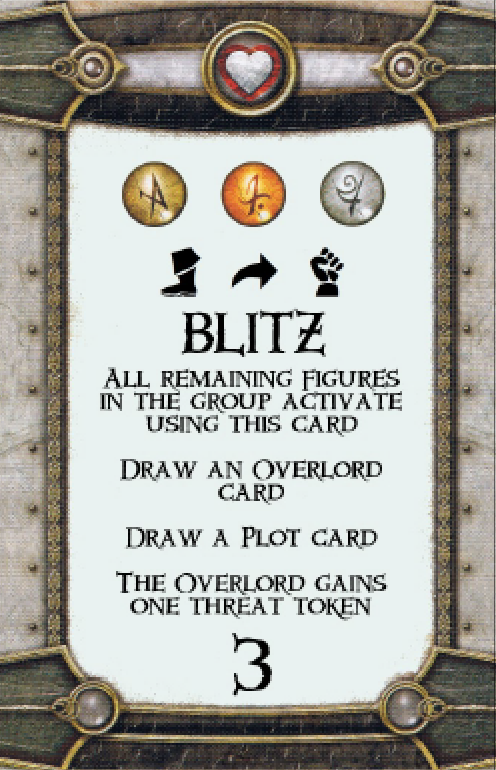 BLITZ
ALL REMAINING FIGURES
IN THE GROUP ACTIVATE
USING THIS CARD
DRAW AN OVERLORD
CARD
DRAW A PLOT CARD
THE OVERLORD GAINS
ONE THREAT TOKEN
3